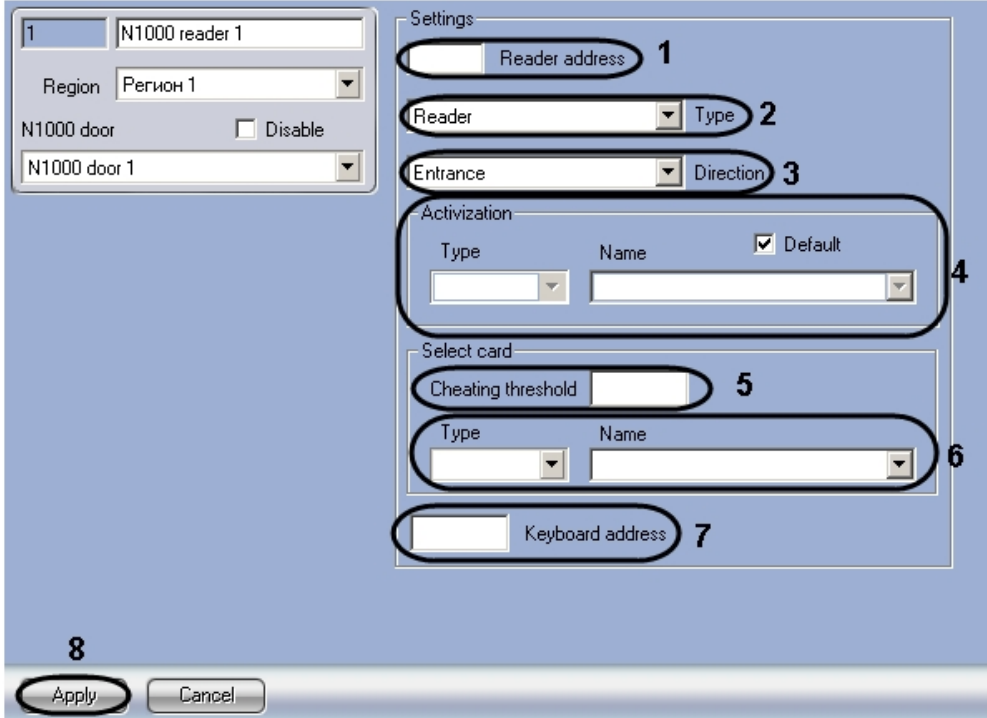 1
N1000 reader 1
Region
Регион 1
N1000 door
Disable
N1000 door 1
Settings
Reader address
1
Reader
Type
2
Entrance
Direction
3
Activization
Type
Name
Default
4
Select card
Cheating threshold
5
Type
Name
6
Keyboard address
7
8
Apply
Cancel